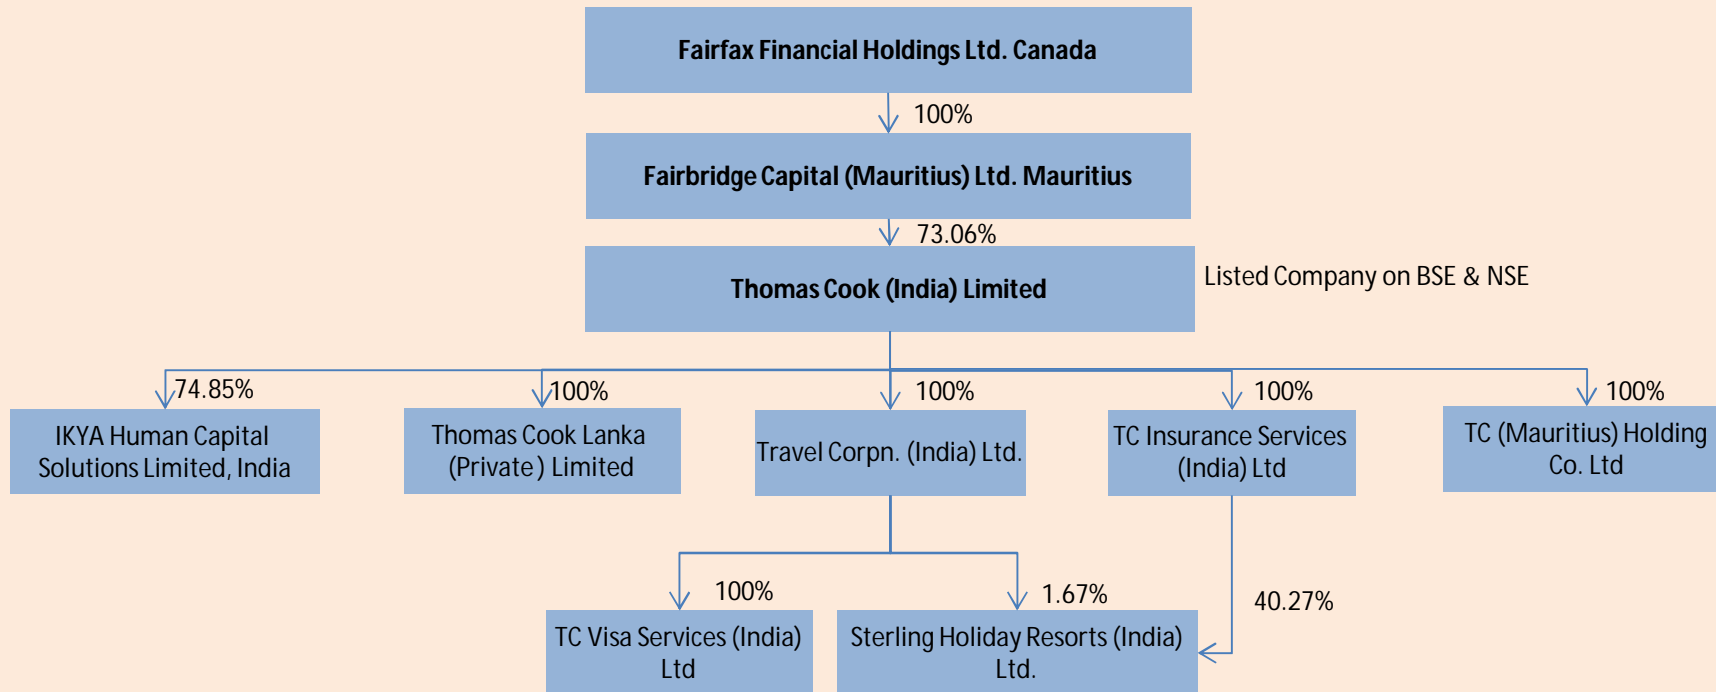 Fairfax Financial Holdings Ltd. Canada
100%
Fairbridge Capital (Mauritius) Ltd. Mauritius
73.06%
Thomas Cook (India) Limited
Listed Company on BSE & NSE
74.85%
100%
100%
100%
100%
IKYA Human Capital
Solutions Limited, India
Thomas Cook Lanka
(Private ) Limited
Travel Corpn. (India) Ltd.
TC Insurance Services
(India) Ltd
TC (Mauritius) Holding
Co. Ltd
100%
1.67%
40.27%
TC Visa Services (India)
Ltd
Sterling Holiday Resorts (India)
Ltd.